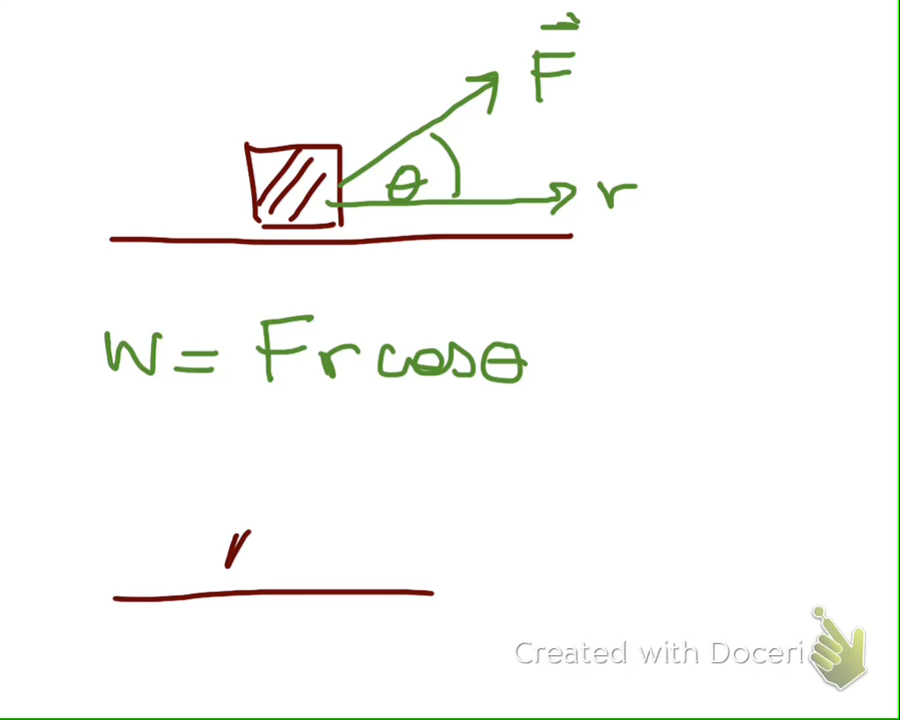 F
θ
r
W = Fr cosθ
Created with Doceri